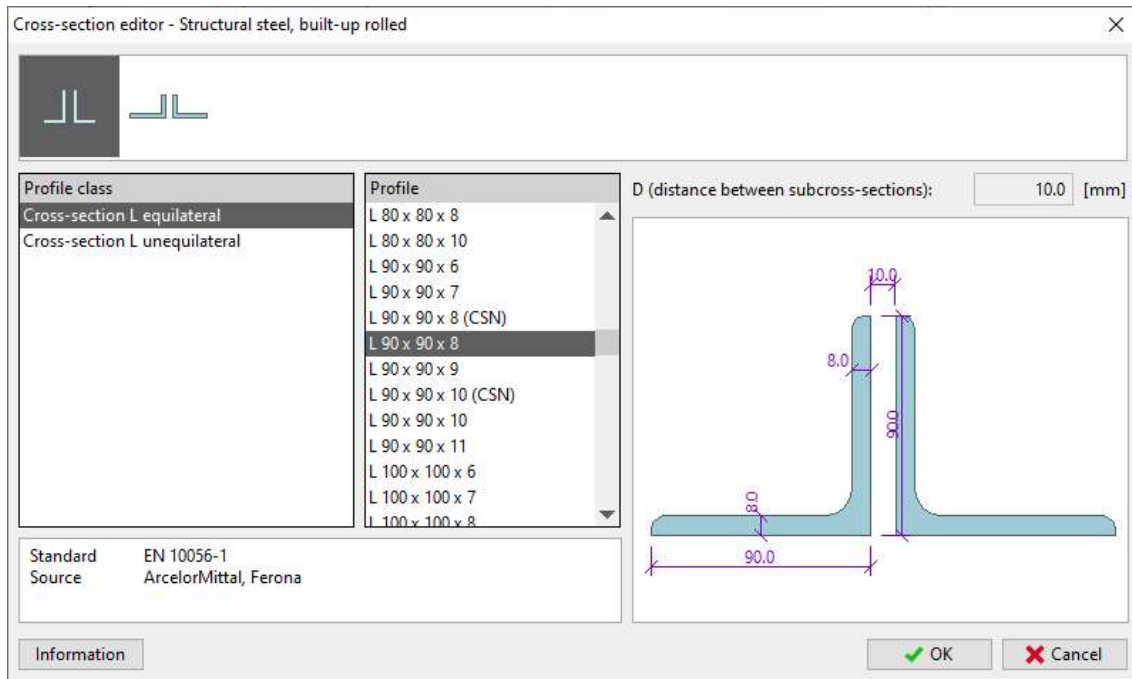 Cross-section editor - Structural steel, built-up rolled
Profile class
Cross-section L equilateral
Cross-section L unequilateral
Profile
L 80 x 80 x 8
L 80 x 80 x 10
L 90 x 90 x 6
L 90 x 90 x 7
L 90 x 90 x 8 (CSN)
L 90 x 90 x 8
L 90 x 90 x 9
L 90 x 90 x 10 (CSN)
L 90 x 90 x 10
L 90 x 90 x 11
L 100 x 100 x 6
L 100 x 100 x 7
L 100 x 100 x 8
D (distance between subcross-sections): 10.0 [mm]
10.0
8.0
90.0
8.0
90.0
Standard EN 10056-1
Source ArcelorMittal, Ferona
Information
OK
Cancel